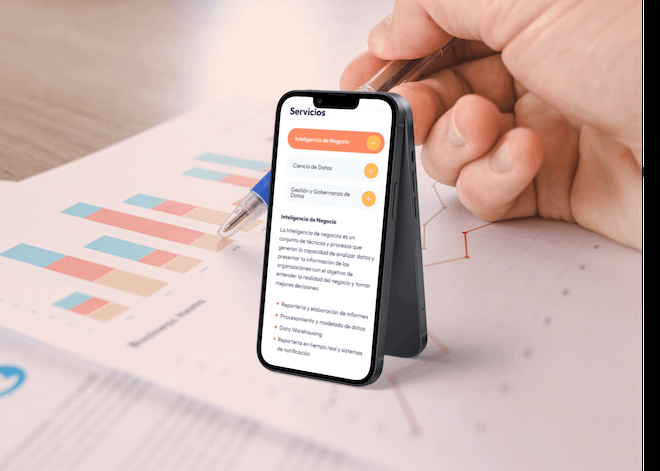 Servicios
Inteligencia de Negocio
Ciencia de Datos
Gestión y Gobernanza de
Datos
Inteligencia de Negocio
La inteligencia de negocios es un
conjunto de técnicas y procesos que
generan la capacidad de analizar datos y
presentar la información de las
organizaciones con el objetivo de
entender la realidad del negocio y tomar
mejores decisiones.
Reportería y elaboración de informes
Procesamiento y modelado de datos
Data Warehousing
Reportería en tiempo real y sistemas
de notificación
Business Items